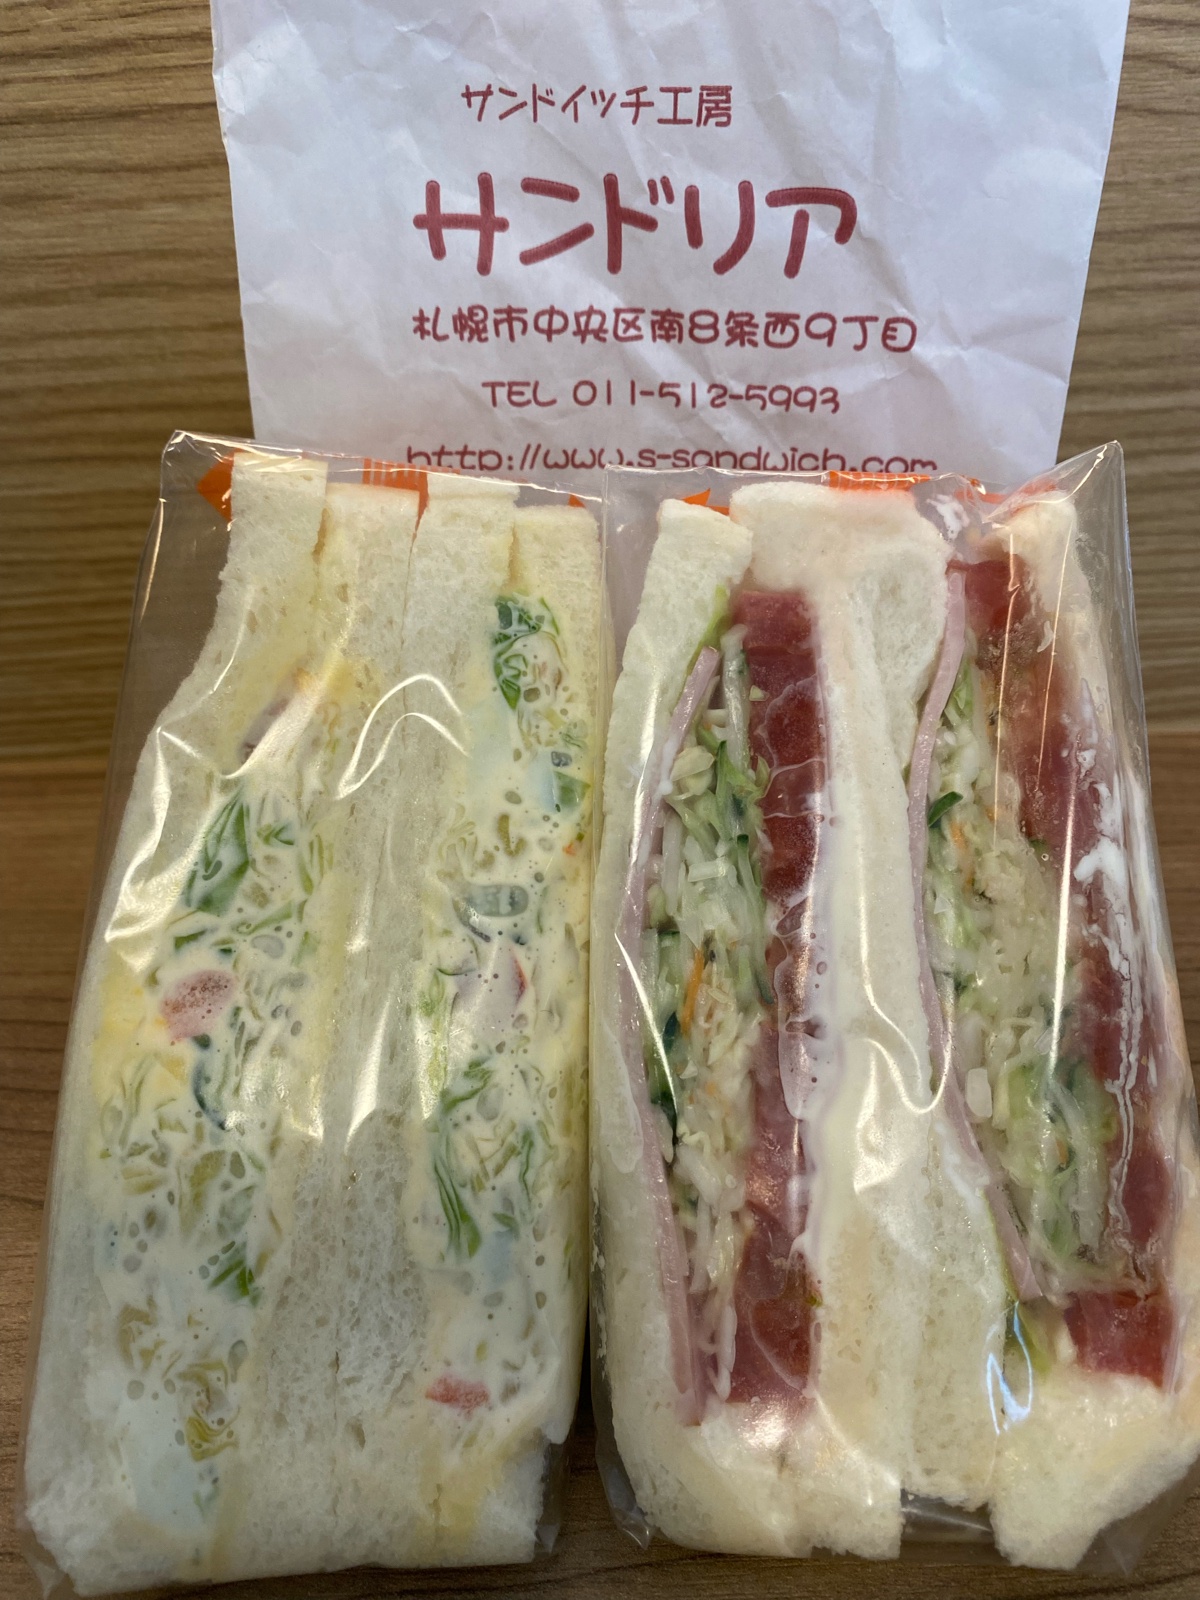 サンドイッチ工房
サンドリア
札幌市中央区南8条西9丁目
TEL 011-512-5993
http://www.s-sandwich.com